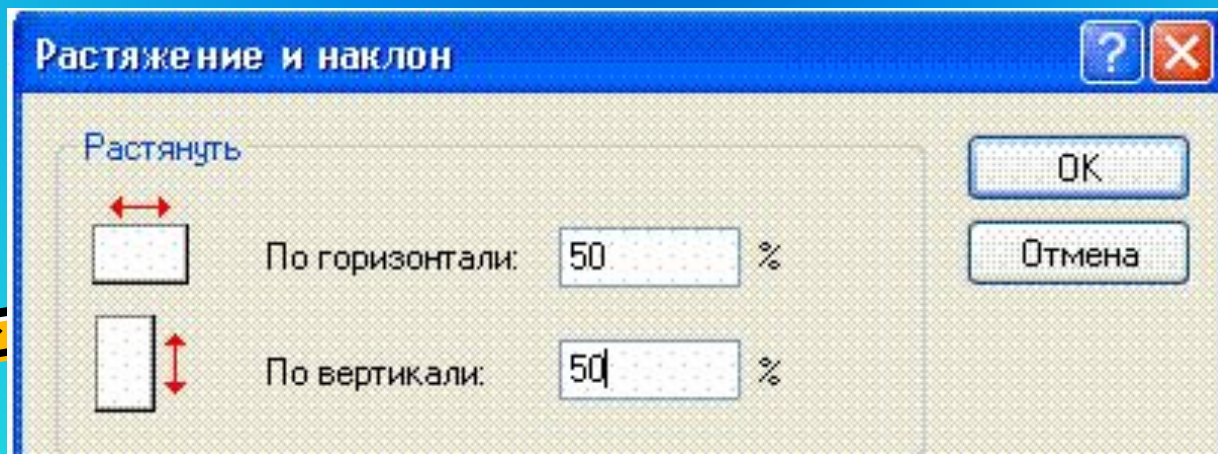 Растяжение и наклон
Растянуть
По горизонтали: 50 %
По вертикали: 50 %
OK
Отмена